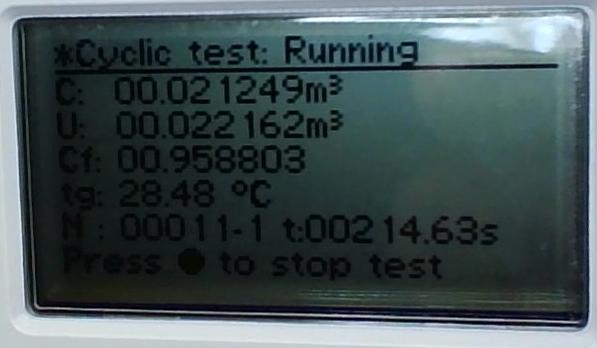 *Cyclic test: Running
C: 00.021249m³
U: 00.022162m³
Cf: 00.958803
tg: 28.48 °C
N : 00011-1 t:00214.63s
Press ● to stop test